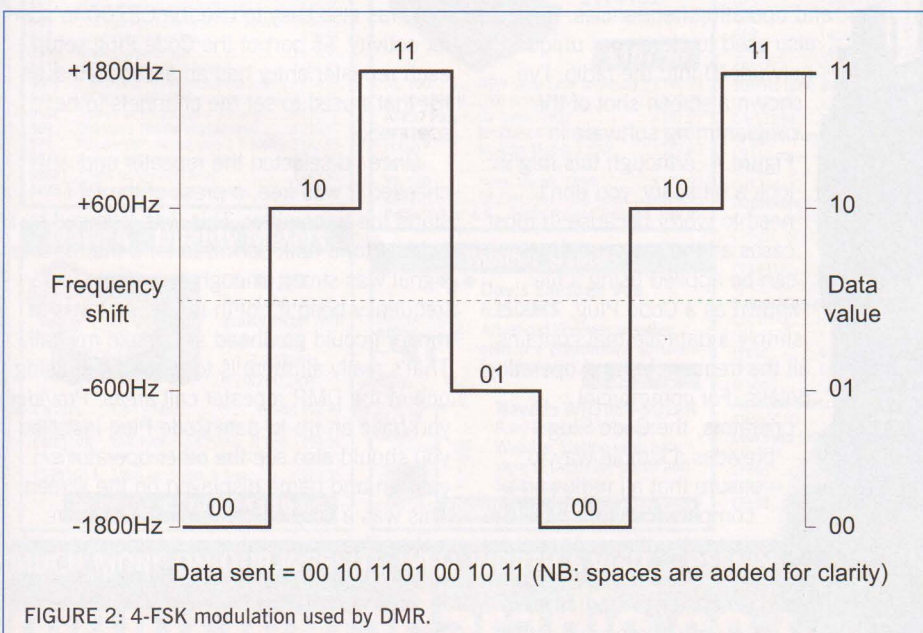 11
11
+1800Hz
11
10
10
+600Hz
10
Frequency
shift
Data
value
01
-600Hz
01
00
00
-1800Hz
00
Data sent = 00 10 11 01 00 10 11 (NB: spaces are added for clarity)
FIGURE 2: 4-FSK modulation used by DMR.